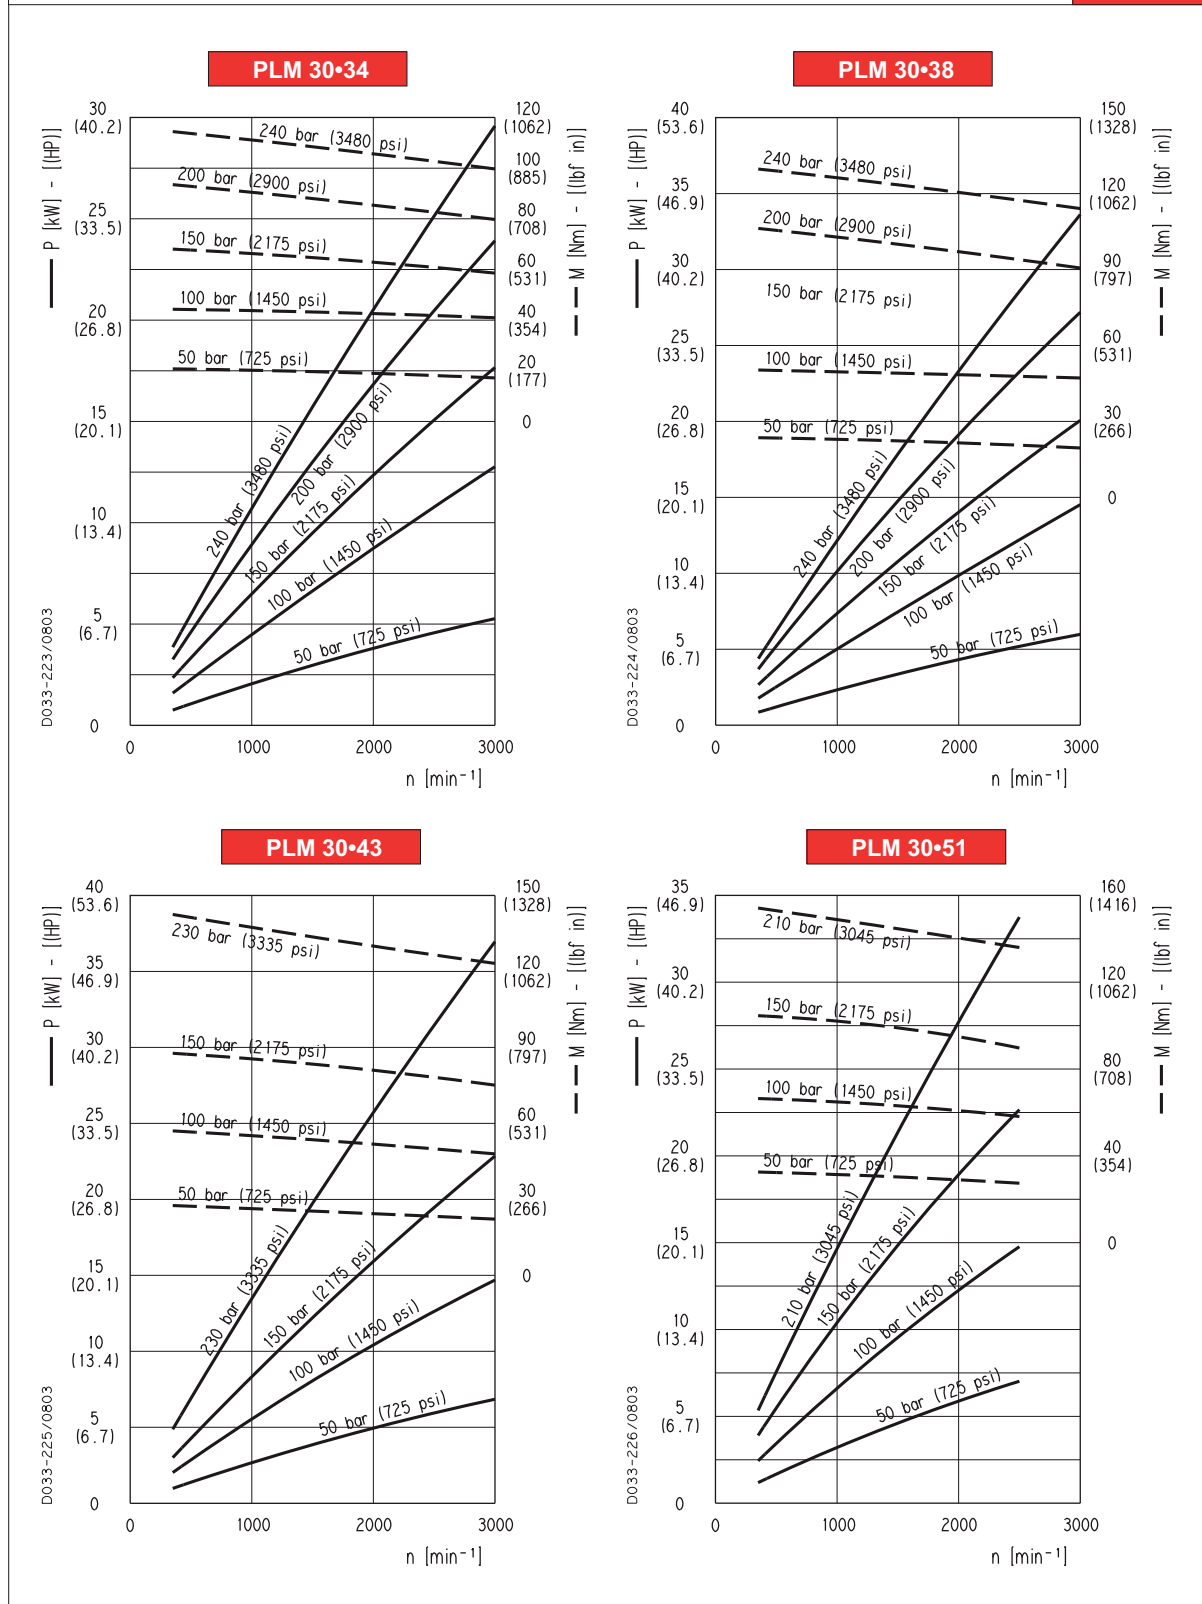 PLM 30•34
30
(40.2)
25
(33.5)
20
(26.8)
15
(20.1)
10
(13.4)
5
(6.7)
0
P [kW] - [(HP)]
120
(1062)
100
(885)
80
(708)
60
(531)
40
(354)
20
(177)
0
M [Nm] - [(lbf in)]
240 bar (3480 psi)
200 bar (2900 psi)
150 bar (2175 psi)
100 bar (1450 psi)
50 bar (725 psi)
240 bar (3480 psi)
200 bar (2900 psi)
150 bar (2175 psi)
100 bar (1450 psi)
50 bar (725 psi)
D033-223/0803
0 1000 2000 3000
n [min⁻¹]
PLM 30•38
40
(53.6)
35
(46.9)
30
(40.2)
25
(33.5)
20
(26.8)
15
(20.1)
10
(13.4)
5
(6.7)
0
P [kW] - [(HP)]
150
(1328)
120
(1062)
90
(797)
60
(531)
30
(266)
0
M [Nm] - [(lbf in)]
240 bar (3480 psi)
200 bar (2900 psi)
150 bar (2175 psi)
100 bar (1450 psi)
50 bar (725 psi)
240 bar (3480 psi)
200 bar (2900 psi)
150 bar (2175 psi)
100 bar (1450 psi)
50 bar (725 psi)
D033-224/0803
0 1000 2000 3000
n [min⁻¹]
PLM 30•43
40
(53.6)
35
(46.9)
30
(40.2)
25
(33.5)
20
(26.8)
15
(20.1)
10
(13.4)
5
(6.7)
0
P [kW] - [(HP)]
150
(1328)
120
(1062)
90
(797)
60
(531)
30
(266)
0
M [Nm] - [(lbf in)]
230 bar (3335 psi)
150 bar (2175 psi)
100 bar (1450 psi)
50 bar (725 psi)
230 bar (3335 psi)
150 bar (2175 psi)
100 bar (1450 psi)
50 bar (725 psi)
D033-225/0803
0 1000 2000 3000
n [min⁻¹]
PLM 30•51
35
(46.9)
30
(40.2)
25
(33.5)
20
(26.8)
15
(20.1)
10
(13.4)
5
(6.7)
0
P [kW] - [(HP)]
160
(1416)
120
(1062)
80
(708)
40
(354)
0
M [Nm] - [(lbf in)]
210 bar (3045 psi)
150 bar (2175 psi)
100 bar (1450 psi)
50 bar (725 psi)
210 bar (3045 psi)
150 bar (2175 psi)
100 bar (1450 psi)
50 bar (725 psi)
D033-226/0803
0 1000 2000 3000
n [min⁻¹]